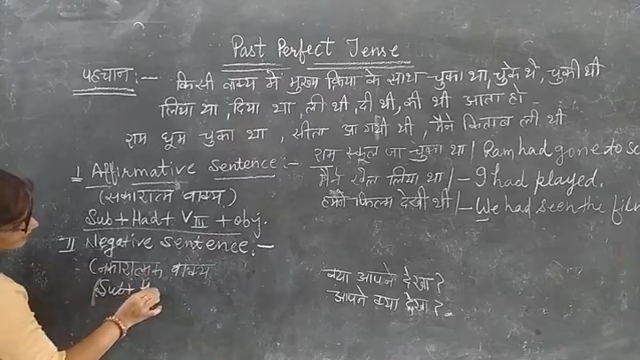 Past Perfect Tense
पहचान :— किसी वाक्य में मुख्य क्रिया के साथ चुका था, चुके थे, चुकी थी
लिया था, दिया था, ली थी, दी थी, की थी आता हो -
राम घूम चुका था, सीता आ गयी थी, मैने किताब ली थी
I Affirmative Sentence :- राम स्कूल जा चुका था / Ram had gone to sc
(सकारात्म वाक्य) मैंने खेल लिया था / - I had played.
Sub + Had + V III + obj. हमने फिल्म देखी थी / - We had seen the film
II Negative Sentence. -
(नकारात्मक वाक्य
(Sub +
क्या आपने देखा ?
आपने क्या देखा ?